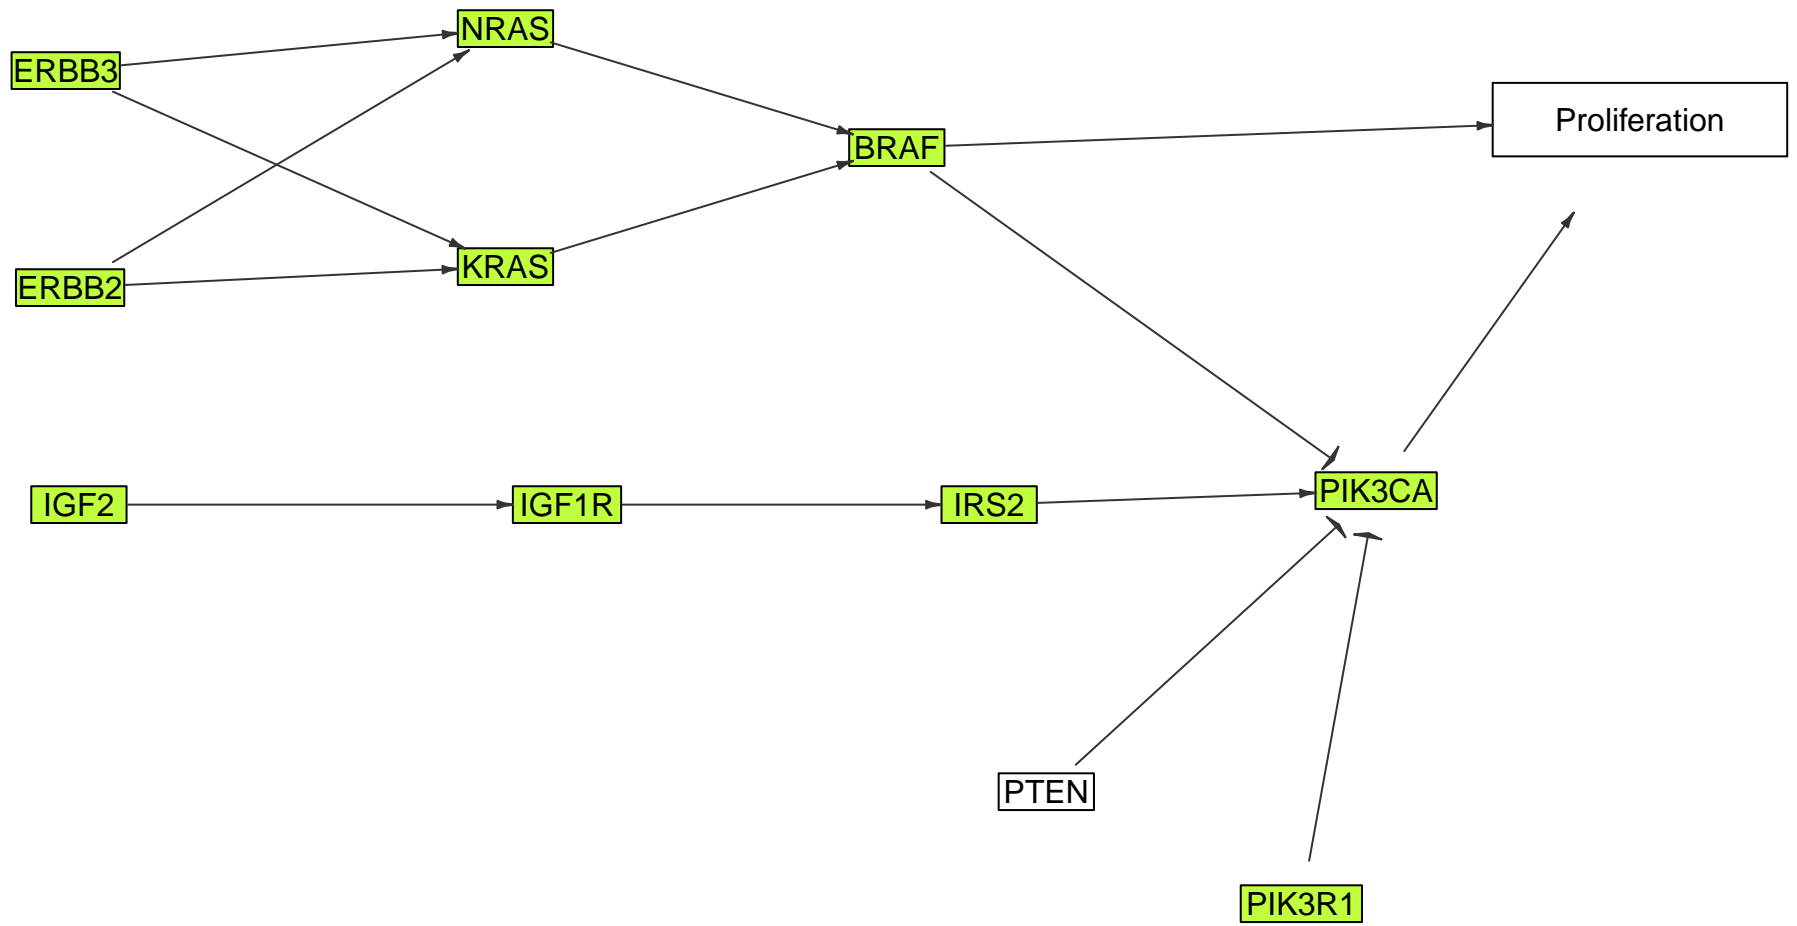 NRAS
ERBB3
Proliferation
BRAF
KRAS
ERBB2
IGF2
IGF1R
IRS2
PIK3CA
PTEN
PIK3R1